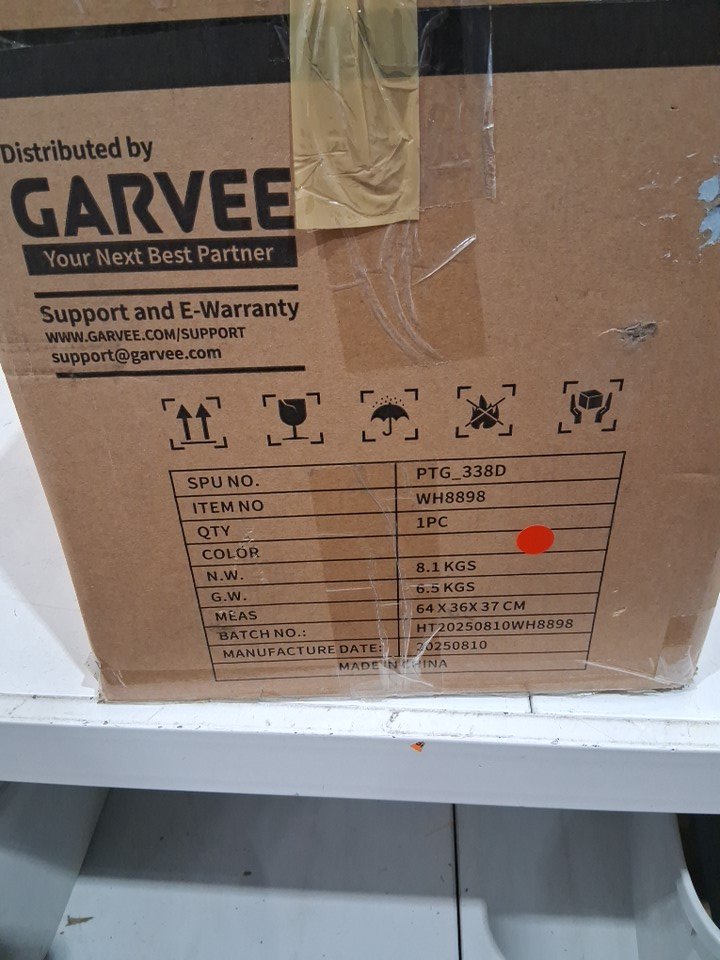 Distributed by
GARVEE
Your Next Best Partner
Support and E-Warranty
WWW.GARVEE.COM/SUPPORT
support@garvee.com
SPU NO. PTG_338D
ITEM NO WH8898
QTY 1PC
COLOR
N.W. 8.1 KGS
G.W. 6.5 KGS
MEAS 64 X 36X 37 CM
BATCH NO.: HT20250810WH8898
MANUFACTURE DATE: 20250810
MADE IN CHINA